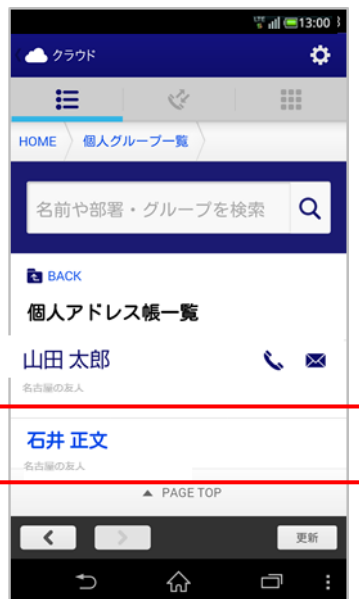 LTE 13:00
クラウド
HOME 個人グループ一覧
名前や部署・グループを検索
BACK
個人アドレス帳一覧
山田 太郎
名古屋の友人
石井 正文
名古屋の友人
▲ PAGE TOP
更新